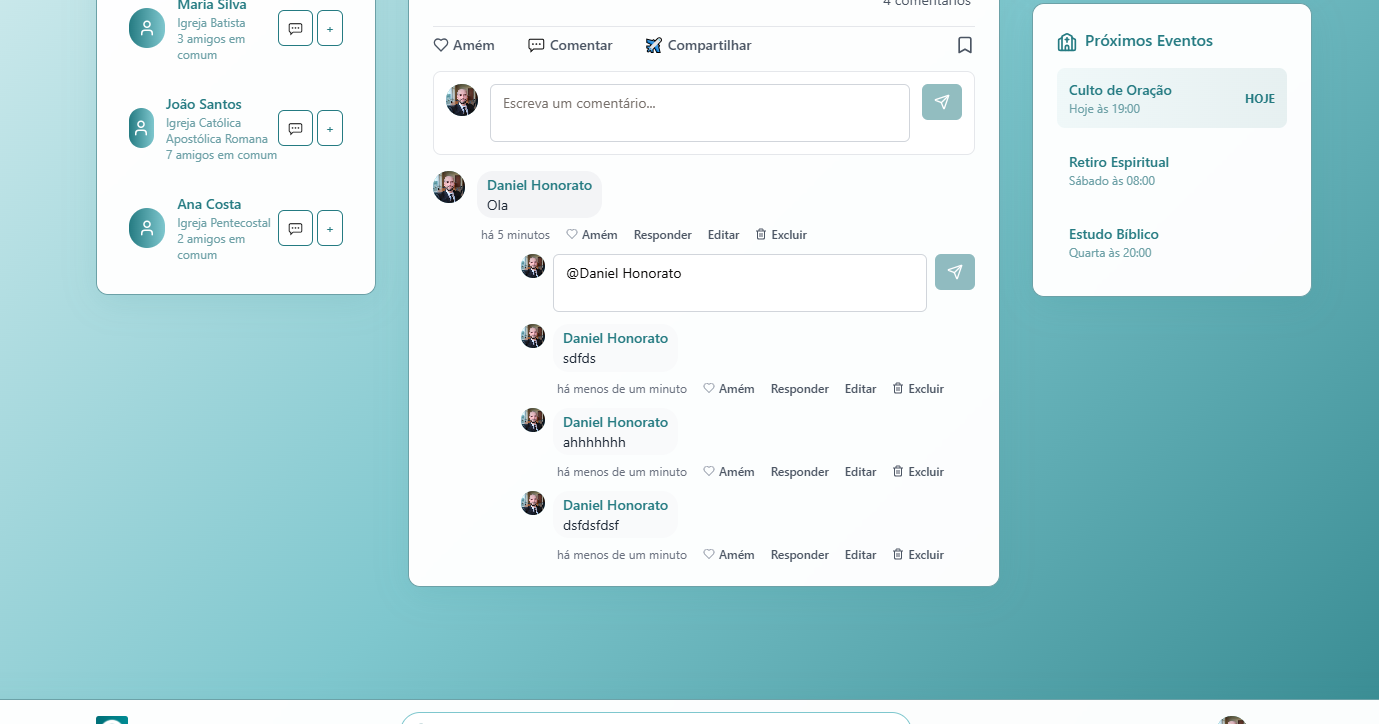 Maria Silva
Igreja Batista
3 amigos em
comum
+
João Santos
Igreja Católica
Apostólica Romana
7 amigos em comum
+
Ana Costa
Igreja Pentecostal
2 amigos em
comum
+
4 comentários
Amém Comentar Compartilhar
Escreva um comentário...
Daniel Honorato
Ola
há 5 minutos Amém Responder Editar Excluir
@Daniel Honorato
Daniel Honorato
sdfds
há menos de um minuto Amém Responder Editar Excluir
Daniel Honorato
ahhhhhhh
há menos de um minuto Amém Responder Editar Excluir
Daniel Honorato
dsfdsfdsf
há menos de um minuto Amém Responder Editar Excluir
Próximos Eventos
Culto de Oração
Hoje às 19:00
HOJE
Retiro Espiritual
Sábado às 08:00
Estudo Bíblico
Quarta às 20:00